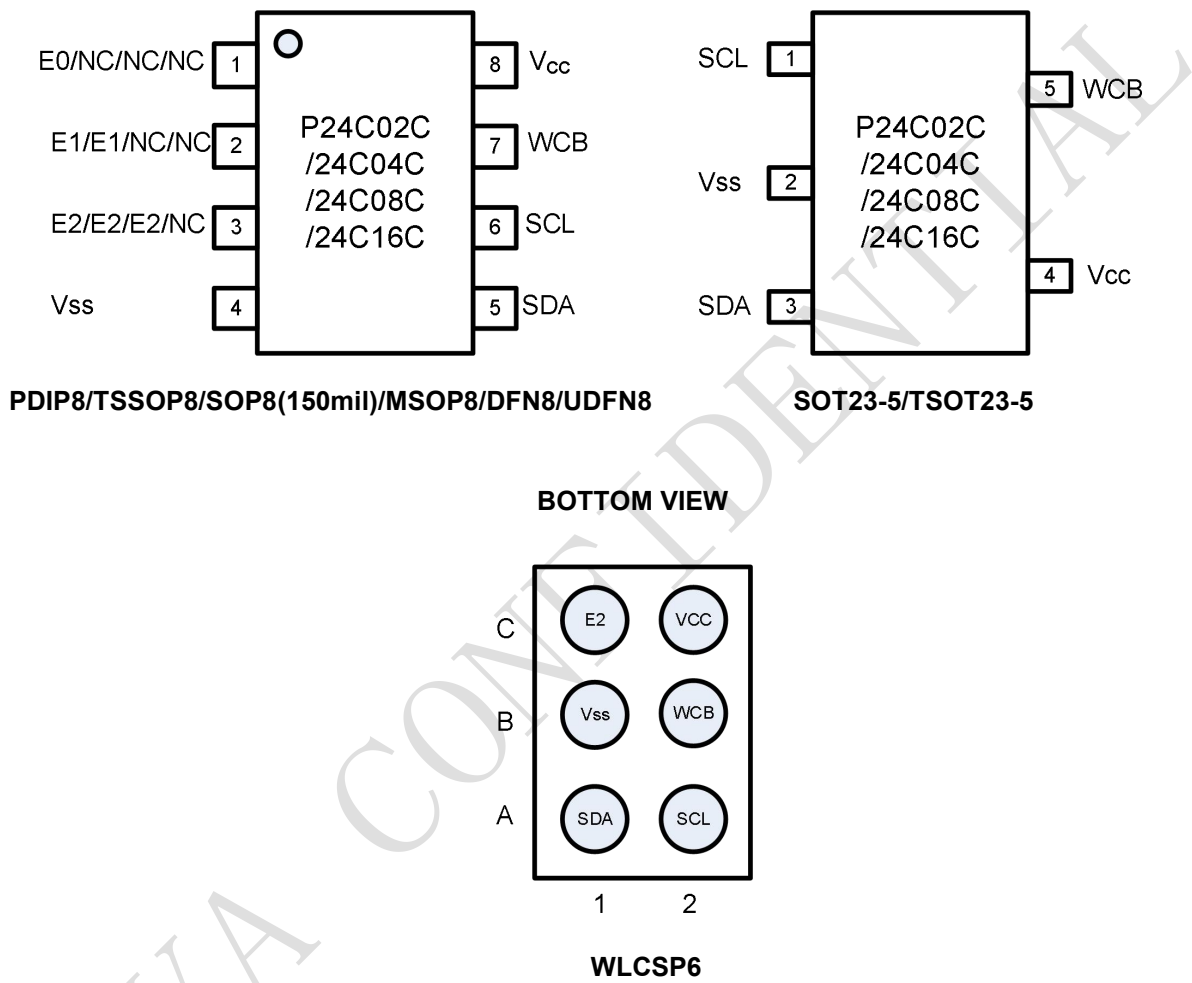 E0/NC/NC/NC 1 8 Vcc
E1/E1/NC/NC 2 7 WCB
E2/E2/E2/NC 3 6 SCL
Vss 4 5 SDA
P24C02C
/24C04C
/24C08C
/24C16C
PDIP8/TSSOP8/SOP8(150mil)/MSOP8/DFN8/UDFN8
SCL 1
5 WCB
Vss 2
4 Vcc
SDA 3
P24C02C
/24C04C
/24C08C
/24C16C
SOT23-5/TSOT23-5
BOTTOM VIEW
C E2 VCC
B Vss WCB
A SDA SCL
1 2
WLCSP6
CONFIDENTIAL